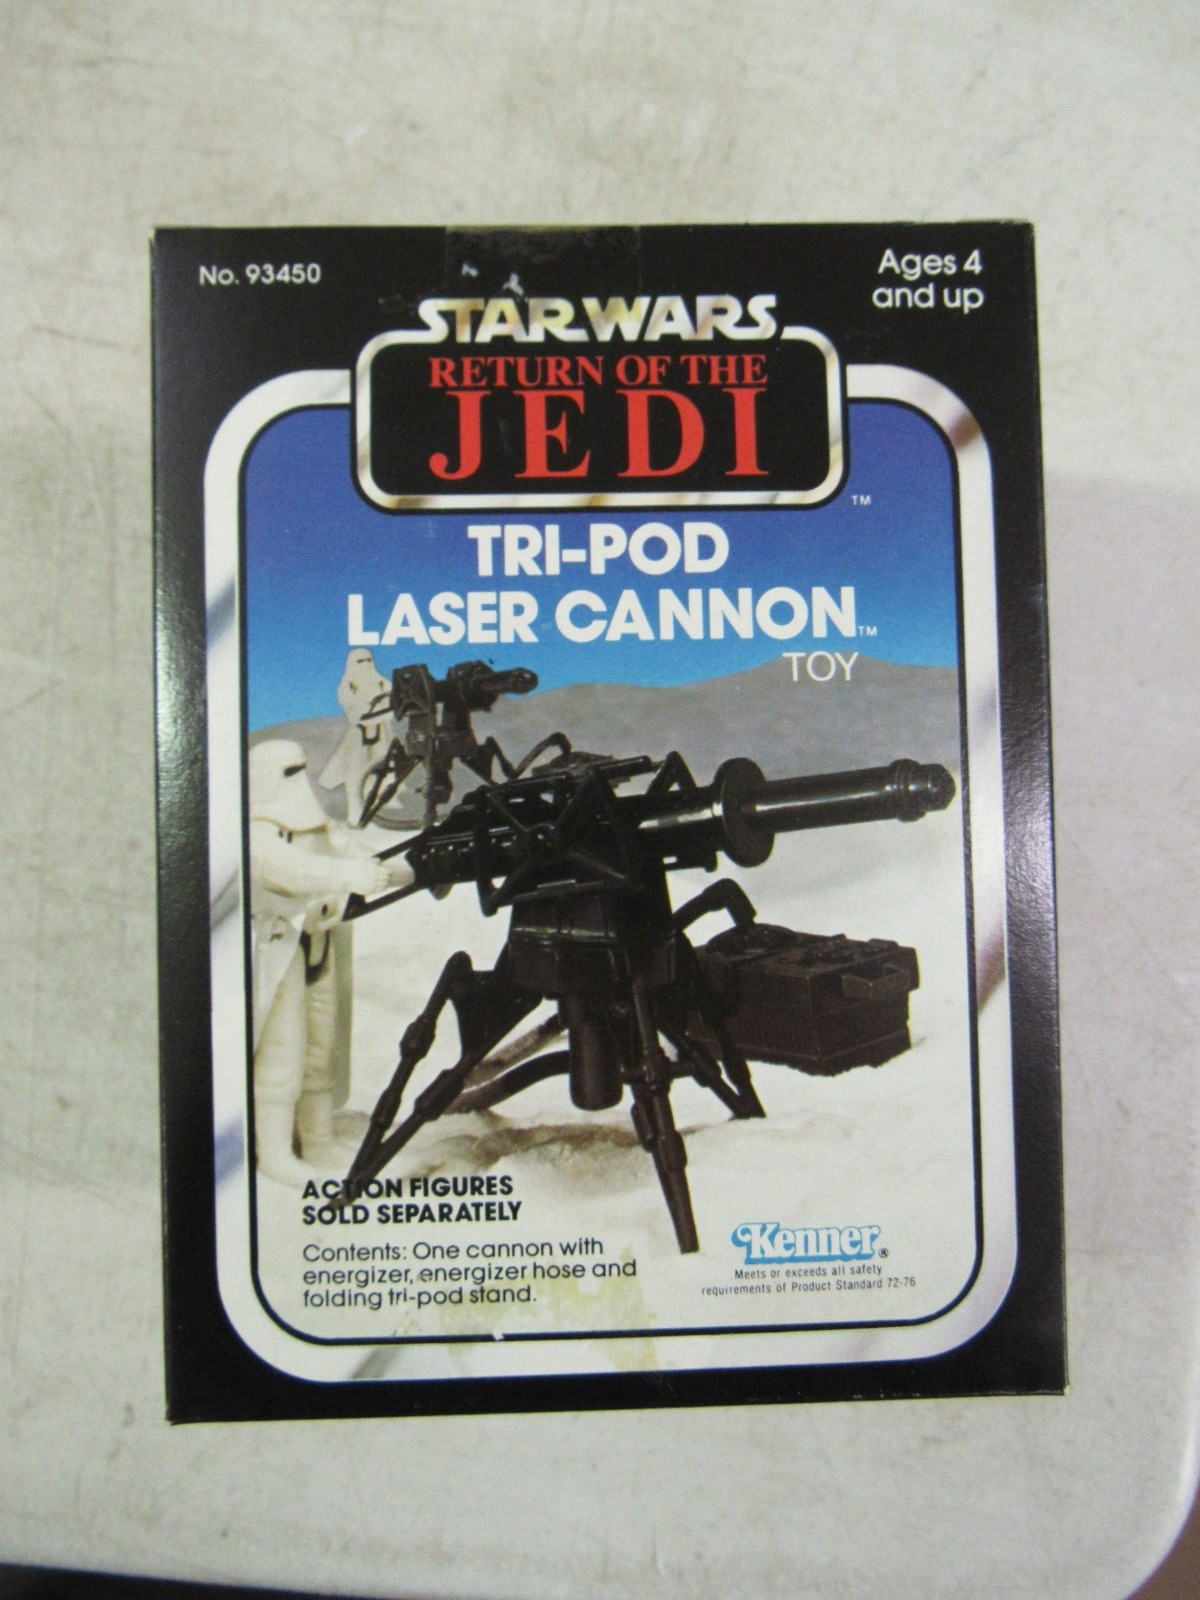 No. 93450
Ages 4
and up
STAR WARS
RETURN OF THE
JEDI
TM
TRI-POD
LASER CANNON TM
TOY
ACTION FIGURES
SOLD SEPARATELY
Contents: One cannon with
energizer, energizer hose and
folding tri-pod stand.
Kenner®
Meets or exceeds all safety
requirements of Product Standard 72-76